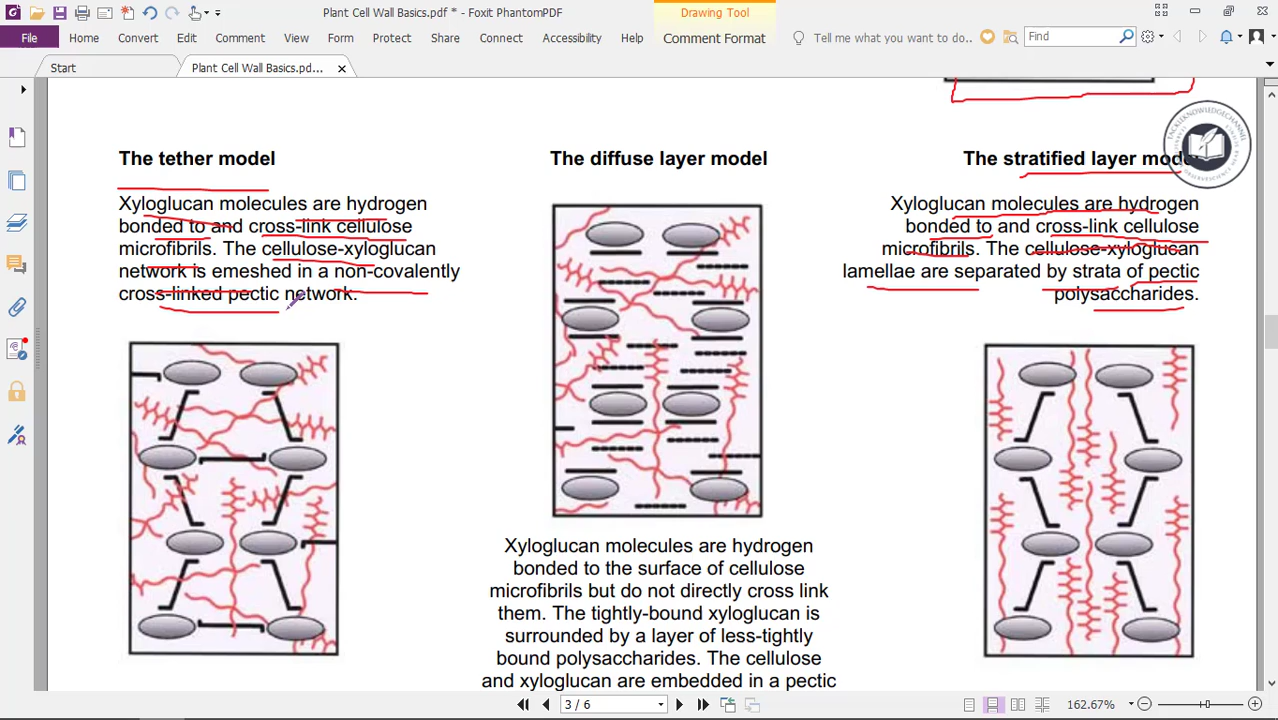 Plant Cell Wall Basics.pdf * - Foxit PhantomPDF
Drawing Tool
File Home Convert Edit Comment View Form Protect Share Connect Accessibility Help Comment Format Tell me what you want to do.. Find
Start Plant Cell Wall Basics.pdf...
The tether model
Xyloglucan molecules are hydrogen
bonded to and cross-link cellulose
microfibrils. The cellulose-xyloglucan
network is emeshed in a non-covalently
cross-linked pectic network.
The diffuse layer model
Xyloglucan molecules are hydrogen
bonded to the surface of cellulose
microfibrils but do not directly cross link
them. The tightly-bound xyloglucan is
surrounded by a layer of less-tightly
bound polysaccharides. The cellulose
and xyloglucan are embedded in a pectic
The stratified layer model
Xyloglucan molecules are hydrogen
bonded to and cross-link cellulose
microfibrils. The cellulose-xyloglucan
lamellae are separated by strata of pectic
polysaccharides.
3 / 6
162.67%